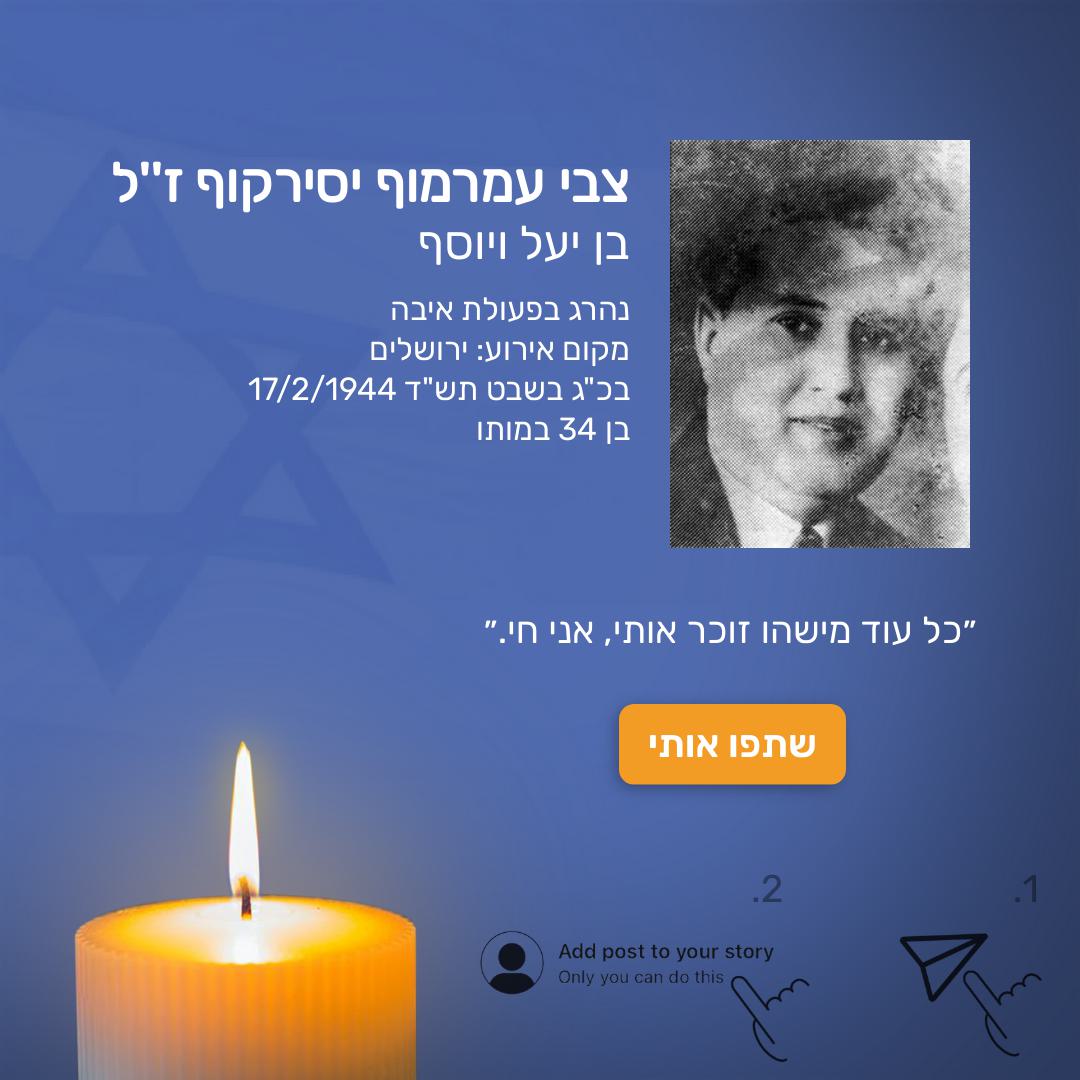 צבי עמרמוף יסירקוף ז"ל
בן יעל ויוסף
נהרג בפעולת איבה
מקום אירוע: ירושלים
בכ"ג בשבט תש"ד 17/2/1944
בן 34 במותו
״כל עוד מישהו זוכר אותי, אני חי.״
שתפו אותי
1.
2.
Add post to your story
Only you can do this